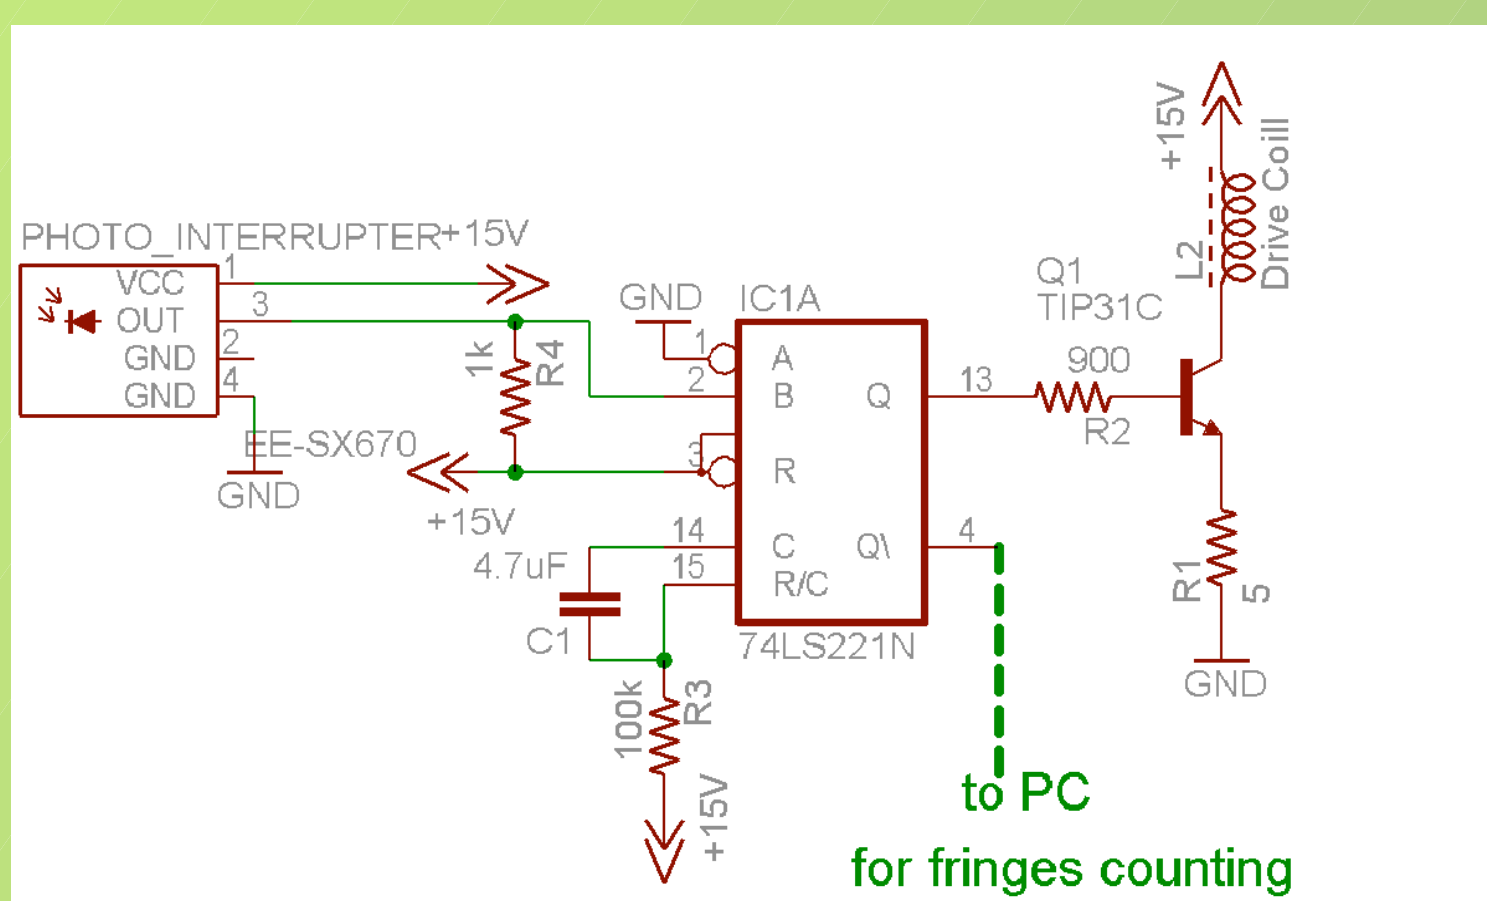 PHOTO_INTERRUPTER
+15V
VCC
1
OUT
3
GND
2
GND
4
EE-SX670
GND
1k
R4
+15V
GND
IC1A
1
A
2
B
3
R
14
C
15
R/C
Q
13
Q\
4
74LS221N
4.7uF
C1
100k
R3
+15V
Q1
TIP31C
900
R2
+15V
L2
Drive Coill
R1
5
GND
to PC
for fringes counting